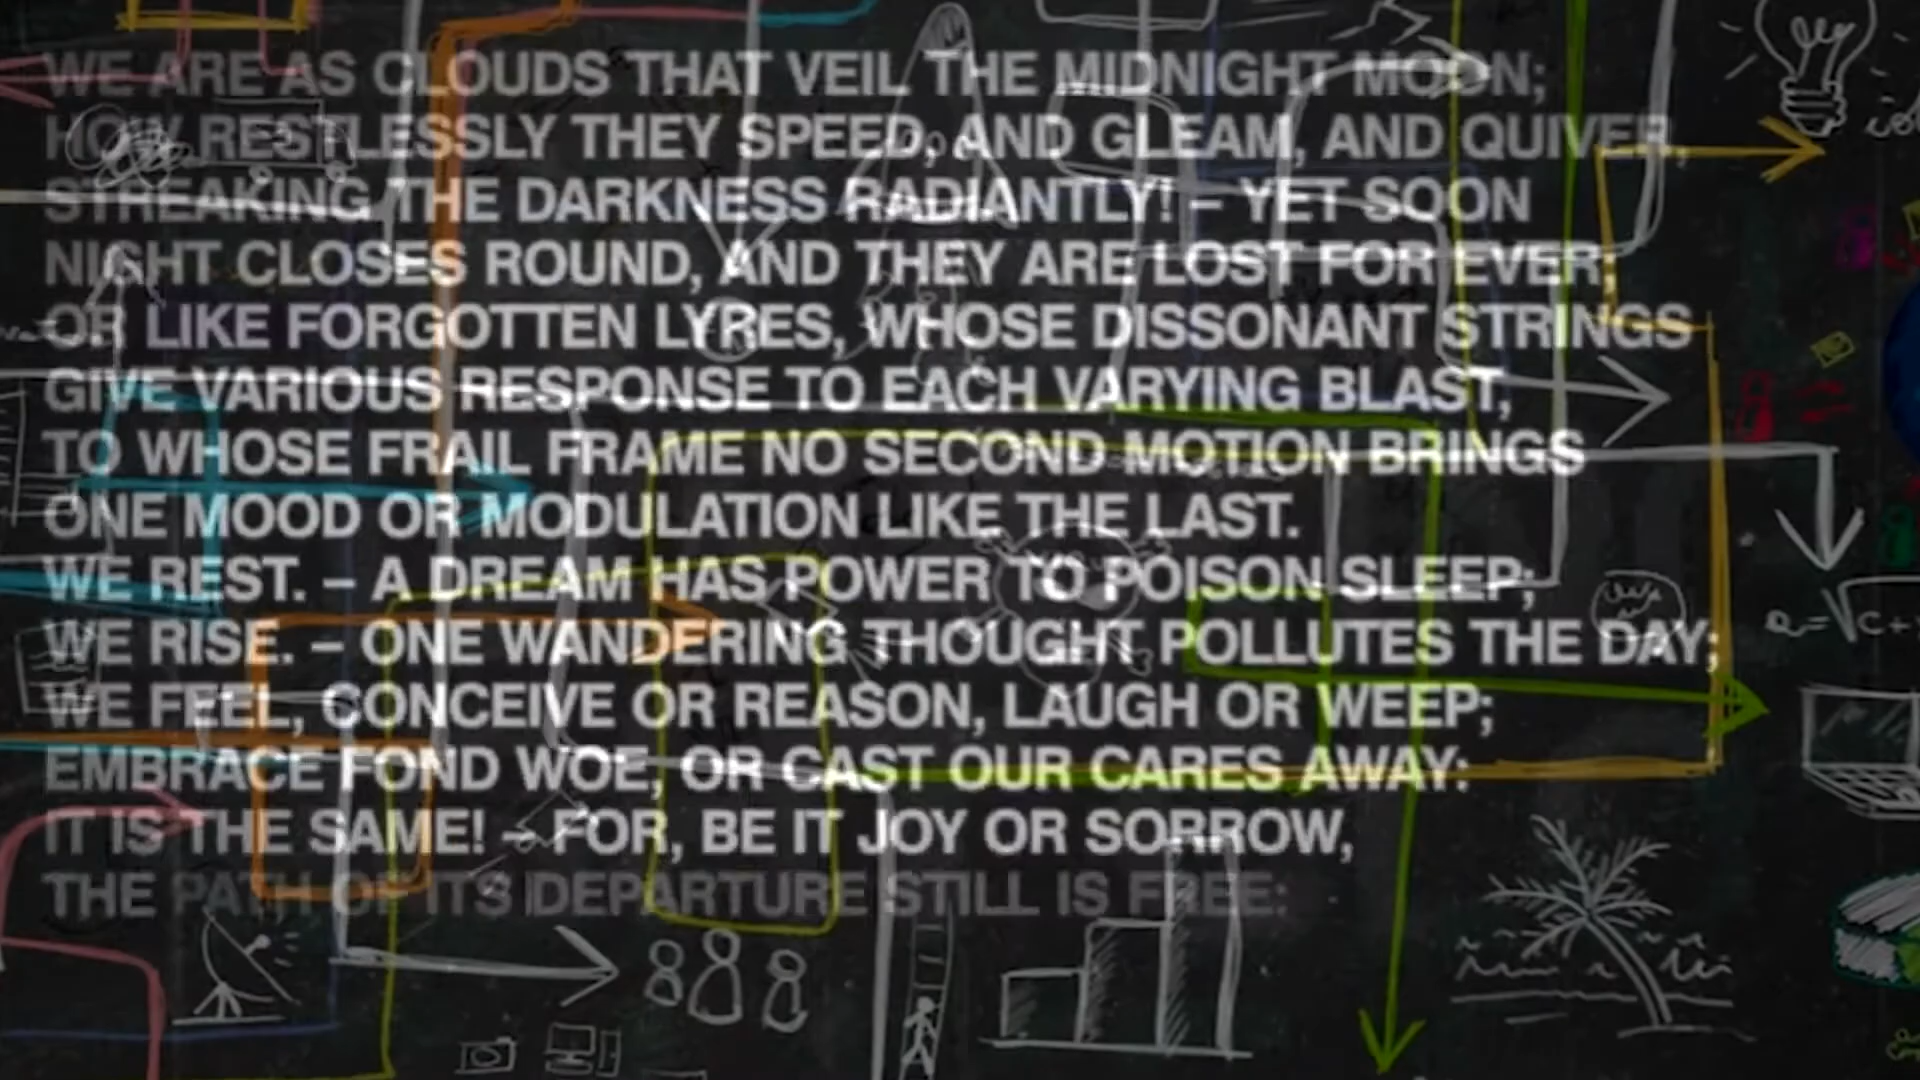 WE ARE AS CLOUDS THAT VEIL THE MIDNIGHT MOON;
HOW RESTLESSLY THEY SPEED, AND GLEAM, AND QUIVER,
STREAKING THE DARKNESS RADIANTLY! – YET SOON
NIGHT CLOSES ROUND, AND THEY ARE LOST FOR EVER;
OR LIKE FORGOTTEN LYRES, WHOSE DISSONANT STRINGS
GIVE VARIOUS RESPONSE TO EACH VARYING BLAST,
TO WHOSE FRAIL FRAME NO SECOND MOTION BRINGS
ONE MOOD OR MODULATION LIKE THE LAST.
WE REST. – A DREAM HAS POWER TO POISON SLEEP;
WE RISE. – ONE WANDERING THOUGHT POLLUTES THE DAY;
WE FEEL, CONCEIVE OR REASON, LAUGH OR WEEP;
EMBRACE FOND WOE, OR CAST OUR CARES AWAY:
IT IS THE SAME! – FOR, BE IT JOY OR SORROW,
THE PATH OF ITS DEPARTURE STILL IS FREE: